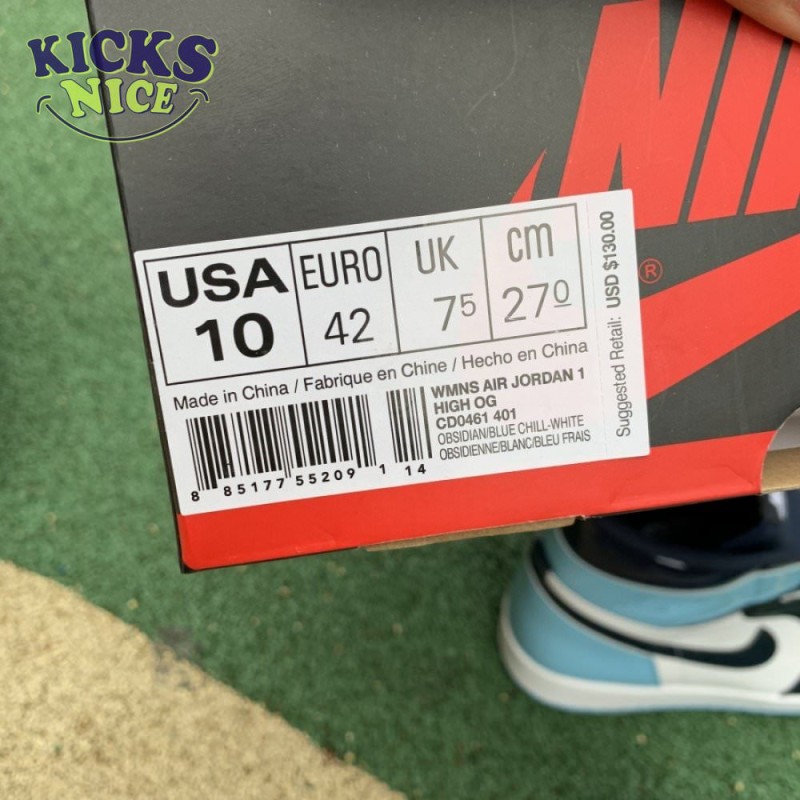 KICKS
NICE
NIK
®
USA EURO UK cm
10 42 7 5 27 0
Made in China / Fabrique en Chine / Hecho en China
WMNS AIR JORDAN 1
HIGH OG
CD0461 401
OBSIDIAN/BLUE CHILL-WHITE
OBSIDIENNE/BLANC/BLEU FRAIS
8 85177 55209 1 14
Suggested Retail: USD $130.00